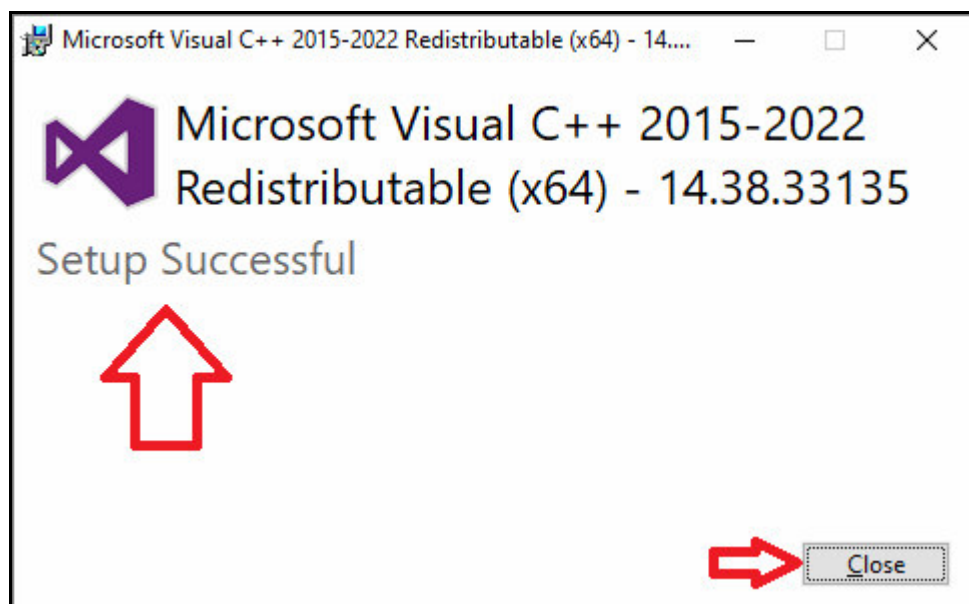 Microsoft Visual C++ 2015-2022 Redistributable (x64) - 14....
Microsoft Visual C++ 2015-2022
Redistributable (x64) - 14.38.33135
Setup Successful
Close